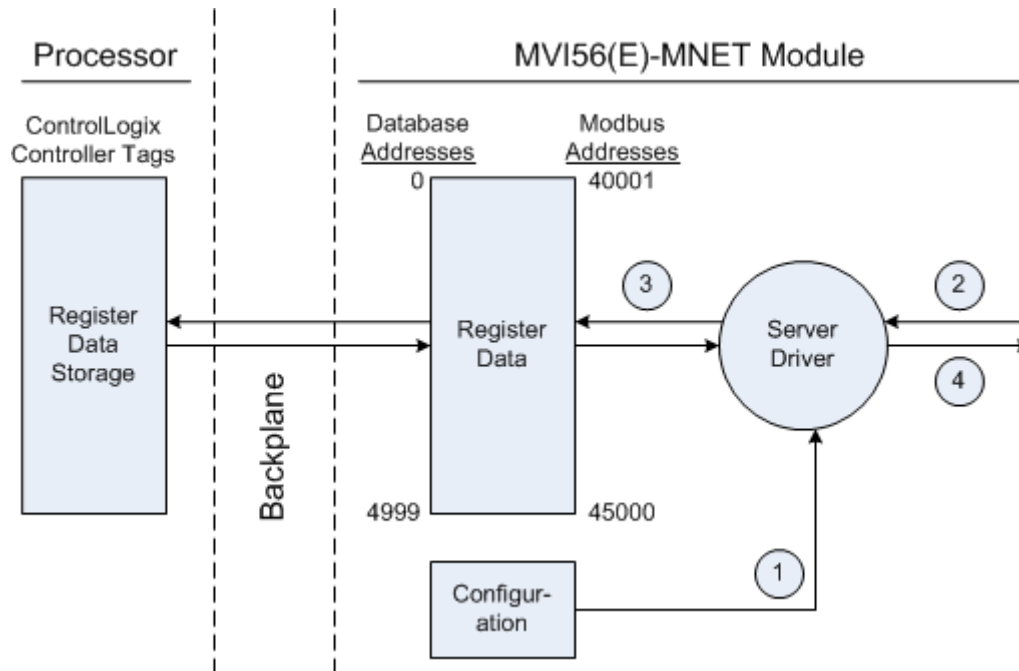 Processor
MVI56(E)-MNET Module
ControlLogix
Controller Tags
Database
Addresses
Modbus
Addresses
0
40001
3
2
Register
Data
Storage
Register
Data
Server
Driver
4
Backplane
4999
45000
1
Configur-
ation